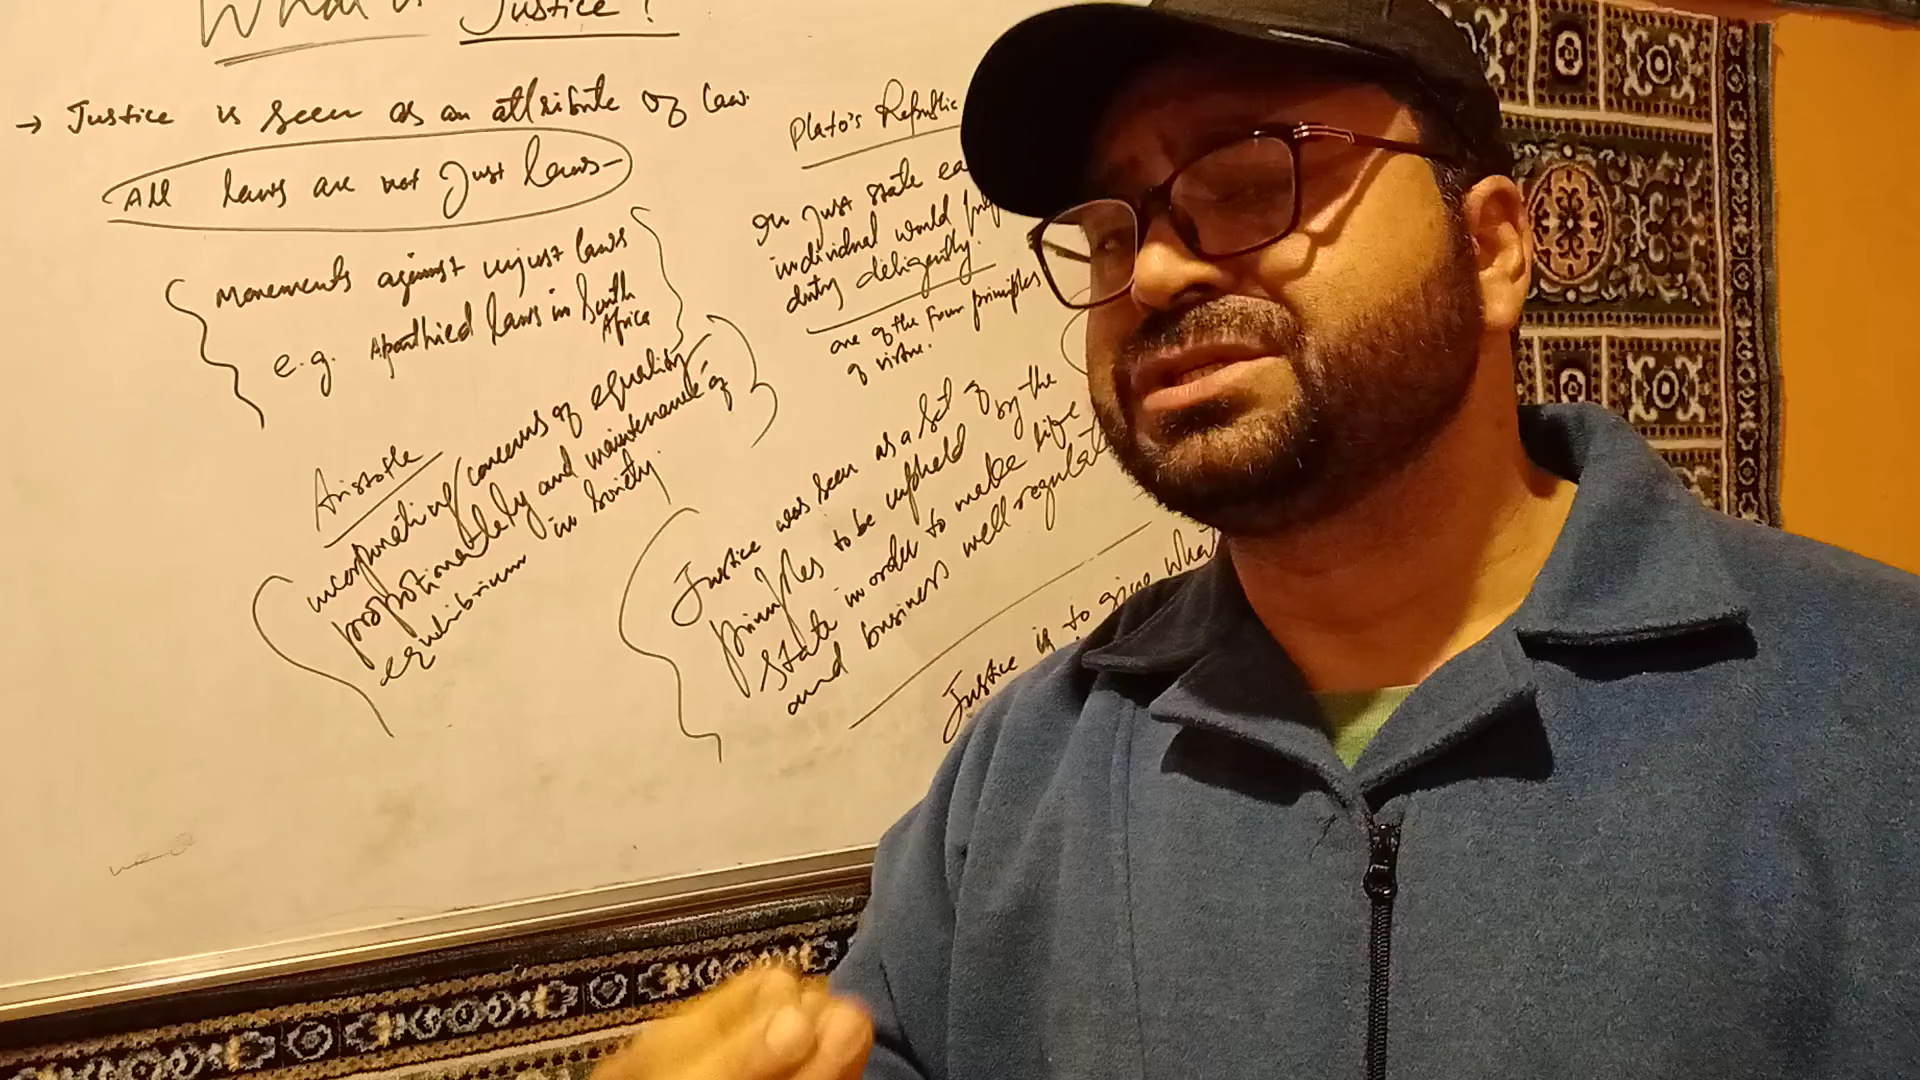 What is Justice?
→ Justice is seen as an attribute of law.
All laws are not Just laws-
Movements against unjust laws
e.g. Aparthied laws in South
Africa
Aristotle
incorporating concerns of equality
proportionately and maintenance of
equilibrium in society.
Plato's Republic
In Just state ea
individual would
duty deligently.
one of the four principles
of virtue.
Justice was seen as a set of
principles to be upheld by the
state in order to make life
and business well regulat
Justice is to give what